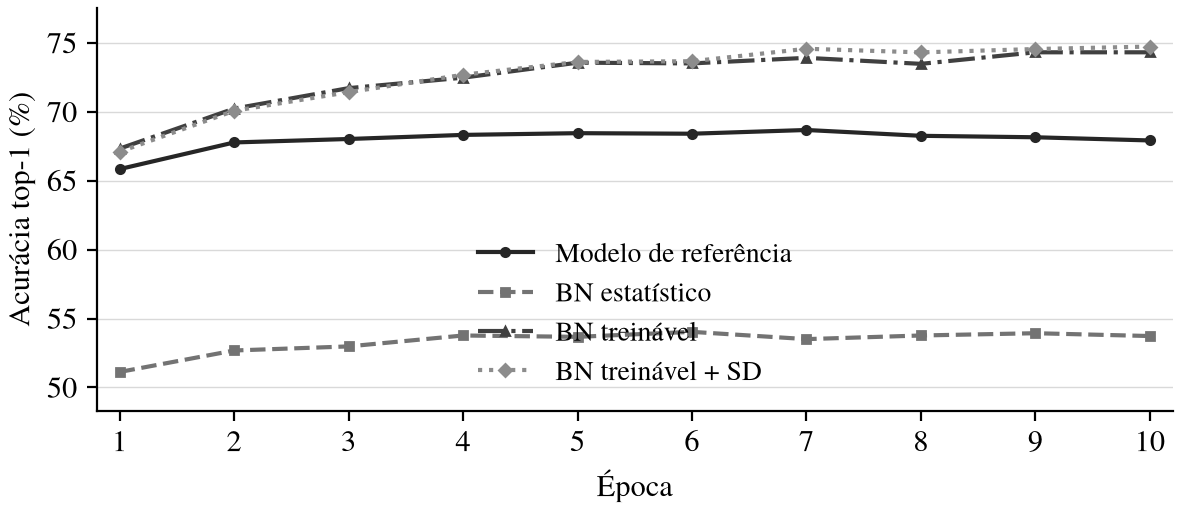 Acurácia top-1 (%)
75
70
65
60
55
50
Modelo de referência
BN estatístico
BN treinável
BN treinável + SD
1 2 3 4 5 6 7 8 9 10
Época